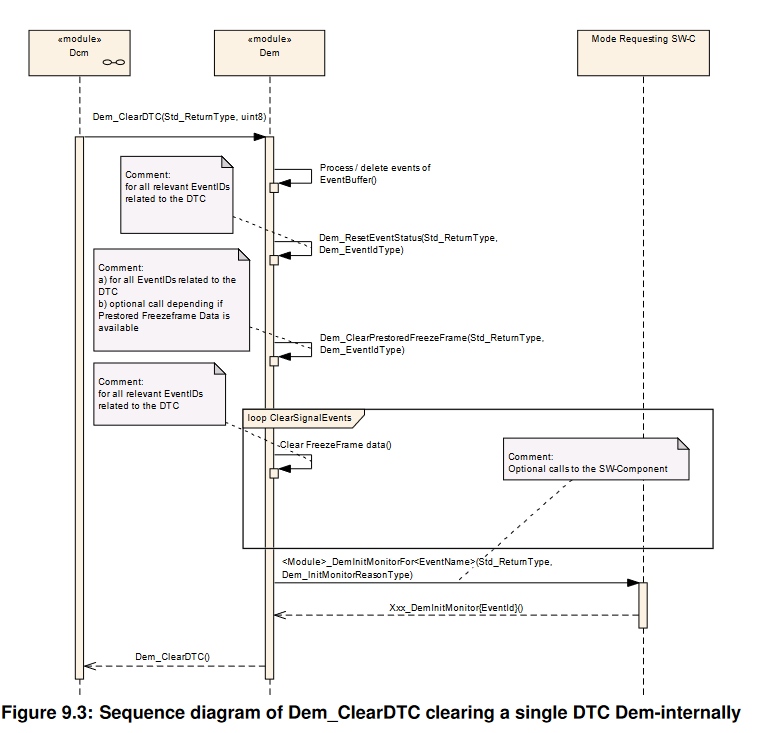 «module»
Dcm
«module»
Dem
Mode Requesting SW-C
Dem_ClearDTC(Std_ReturnType, uint8)
Comment:
for all relevant EventIDs
related to the DTC
Process / delete events of
EventBuffer()
Dem_ResetEventStatus(Std_ReturnType,
Dem_EventIdType)
Comment:
a) for all EventIDs related to the
DTC
b) optional call depending if
Prestored Freezeframe Data is
available
Dem_ClearPrestoredFreezeFrame(Std_ReturnType,
Dem_EventIdType)
Comment:
for all relevant EventIDs
related to the DTC
loop ClearSignalEvents
Clear FreezeFrame data()
Comment:
Optional calls to the SW-Component
<Module>_DemInitMonitorFor<EventName>(Std_ReturnType,
Dem_InitMonitorReasonType)
Xxx_DemInitMonitor{EventId}()
Dem_ClearDTC()
Figure 9.3: Sequence diagram of Dem_ClearDTC clearing a single DTC Dem-internally